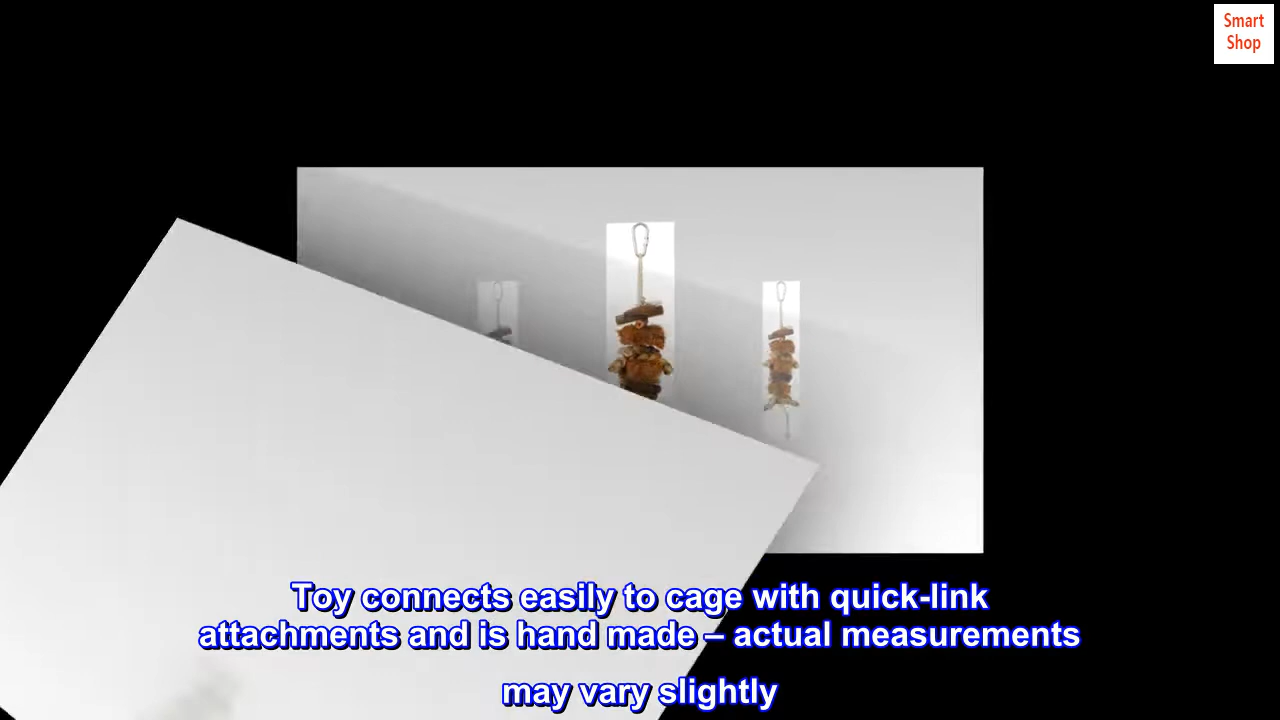 Smart
Shop
Toy connects easily to cage with quick-link
attachments and is hand made – actual measurements
may vary slightly